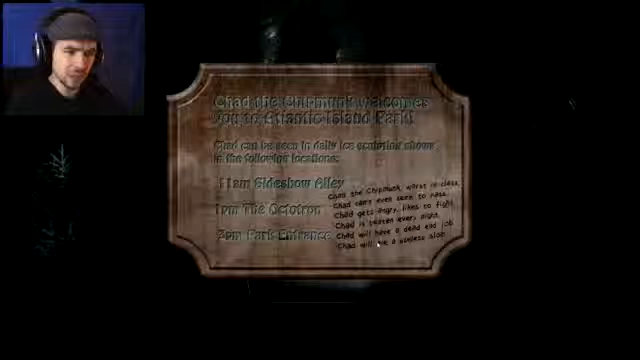 Chad the Chipmunk welcomes
you to Atlantic Island Park!
Chad can be seen in daily ice sculpting shows
in the following locations:
11am Sideshow Alley
1pm The Octotron
3pm Park Entrance
Chad the Chipmunk, worst in class,
Chad can't even seem to pass.
Chad gets angry, likes to fight,
Chad is beaten every night.
Chad will have a dead end job,
Chad will die a useless slob.